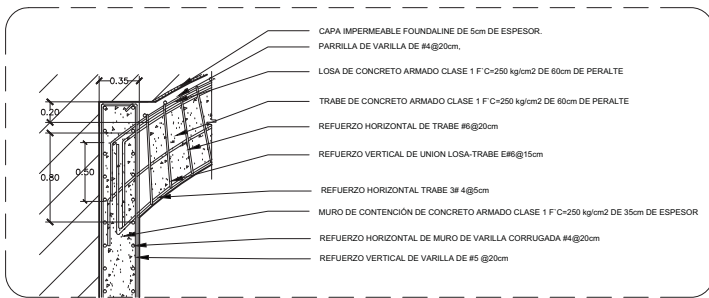 CAPA IMPERMEABLE FOUNDALINE DE 5cm DE ESPESOR.
PARRILLA DE VARILLA DE #4@20cm,
LOSA DE CONCRETO ARMADO CLASE 1 F´C=250 kg/cm2 DE 60cm DE PERALTE
TRABE DE CONCRETO ARMADO CLASE 1 F´C=250 kg/cm2 DE 60cm DE PERALTE
REFUERZO HORIZONTAL DE TRABE #6@20cm
REFUERZO VERTICAL DE UNION LOSA-TRABE E#6@15cm
REFUERZO HORIZONTAL TRABE 3# 4@5cm
MURO DE CONTENCIÓN DE CONCRETO ARMADO CLASE 1 F´C=250 kg/cm2 DE 35cm DE ESPESOR
REFUERZO HORIZONTAL DE MURO DE VARILLA CORRUGADA #4@20cm
REFUERZO VERTICAL DE VARILLA DE #5 @20cm
0.35
0.20
0.80
0.50